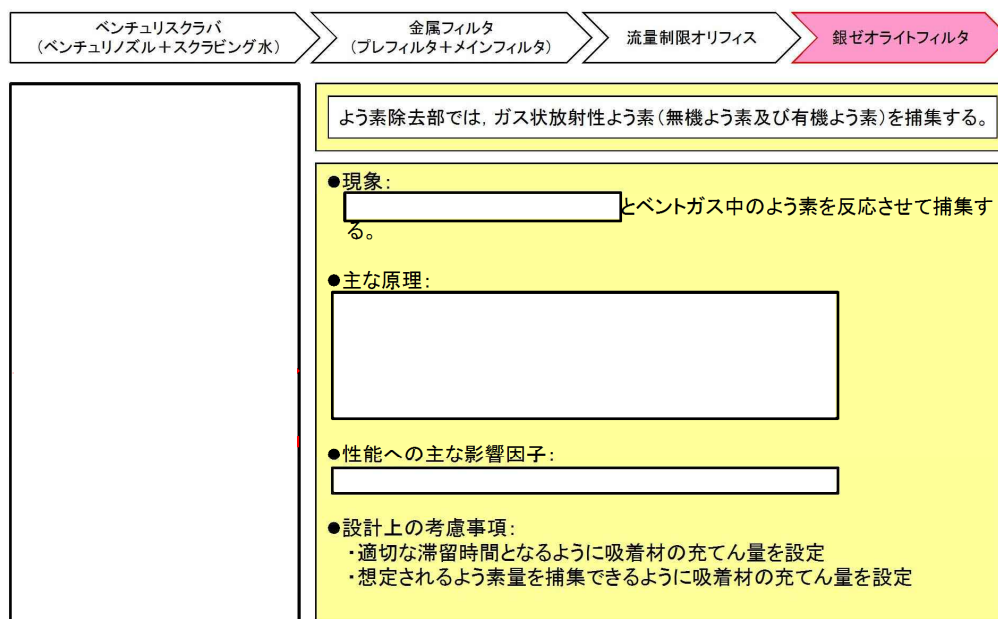 ベンチュリスクラバ
(ベンチュリノズル＋スクラビング水)
金属フィルタ
(プレフィルタ＋メインフィルタ)
流量制限オリフィス
銀ゼオライトフィルタ
よう素除去部では，ガス状放射性よう素（無機よう素及び有機よう素）を捕集する。
●現象：
とベントガス中のよう素を反応させて捕集す
る。
●主な原理：
●性能への主な影響因子：
●設計上の考慮事項：
・適切な滞留時間となるように吸着材の充てん量を設定
・想定されるよう素量を捕集できるように吸着材の充てん量を設定